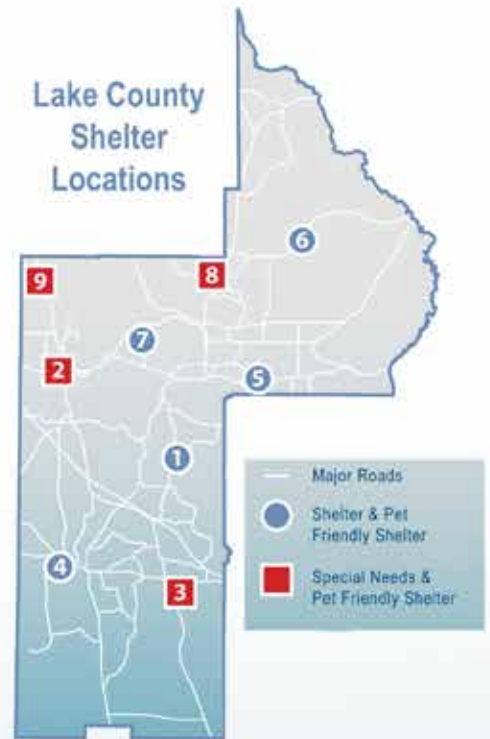 Lake County
Shelter
Locations
6
9
8
7
2
5
1
4
3
Major Roads
Shelter & Pet
Friendly Shelter
Special Needs &
Pet Friendly Shelter